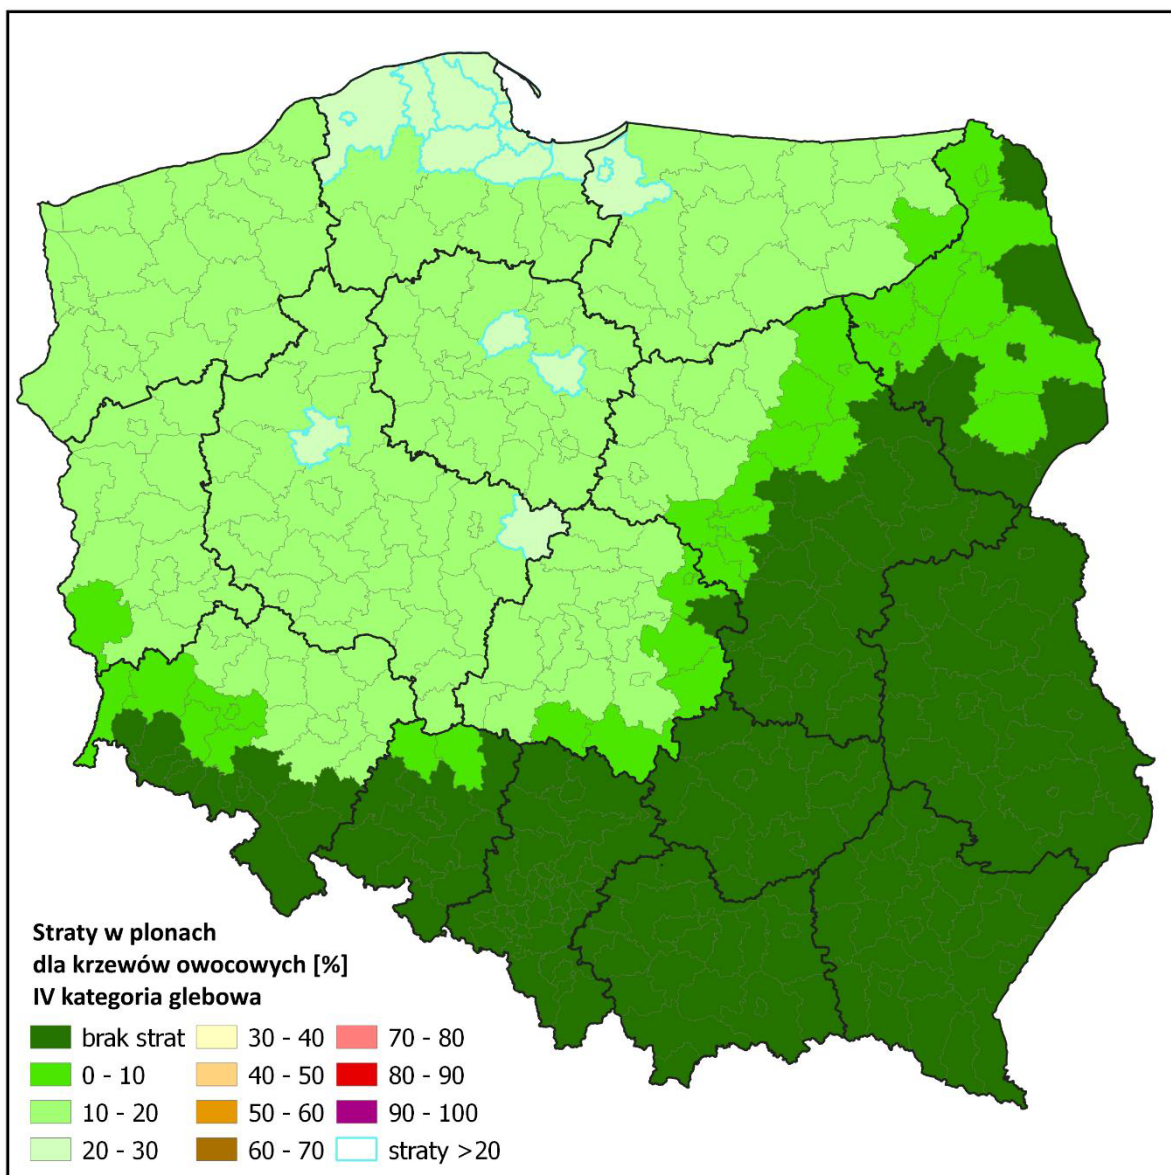 Straty w plonach
dla krzewów owocowych [%]
IV kategoria glebowa
brak strat
0 - 10
10 - 20
20 - 30
30 - 40
40 - 50
50 - 60
60 - 70
70 - 80
80 - 90
90 - 100
straty >20